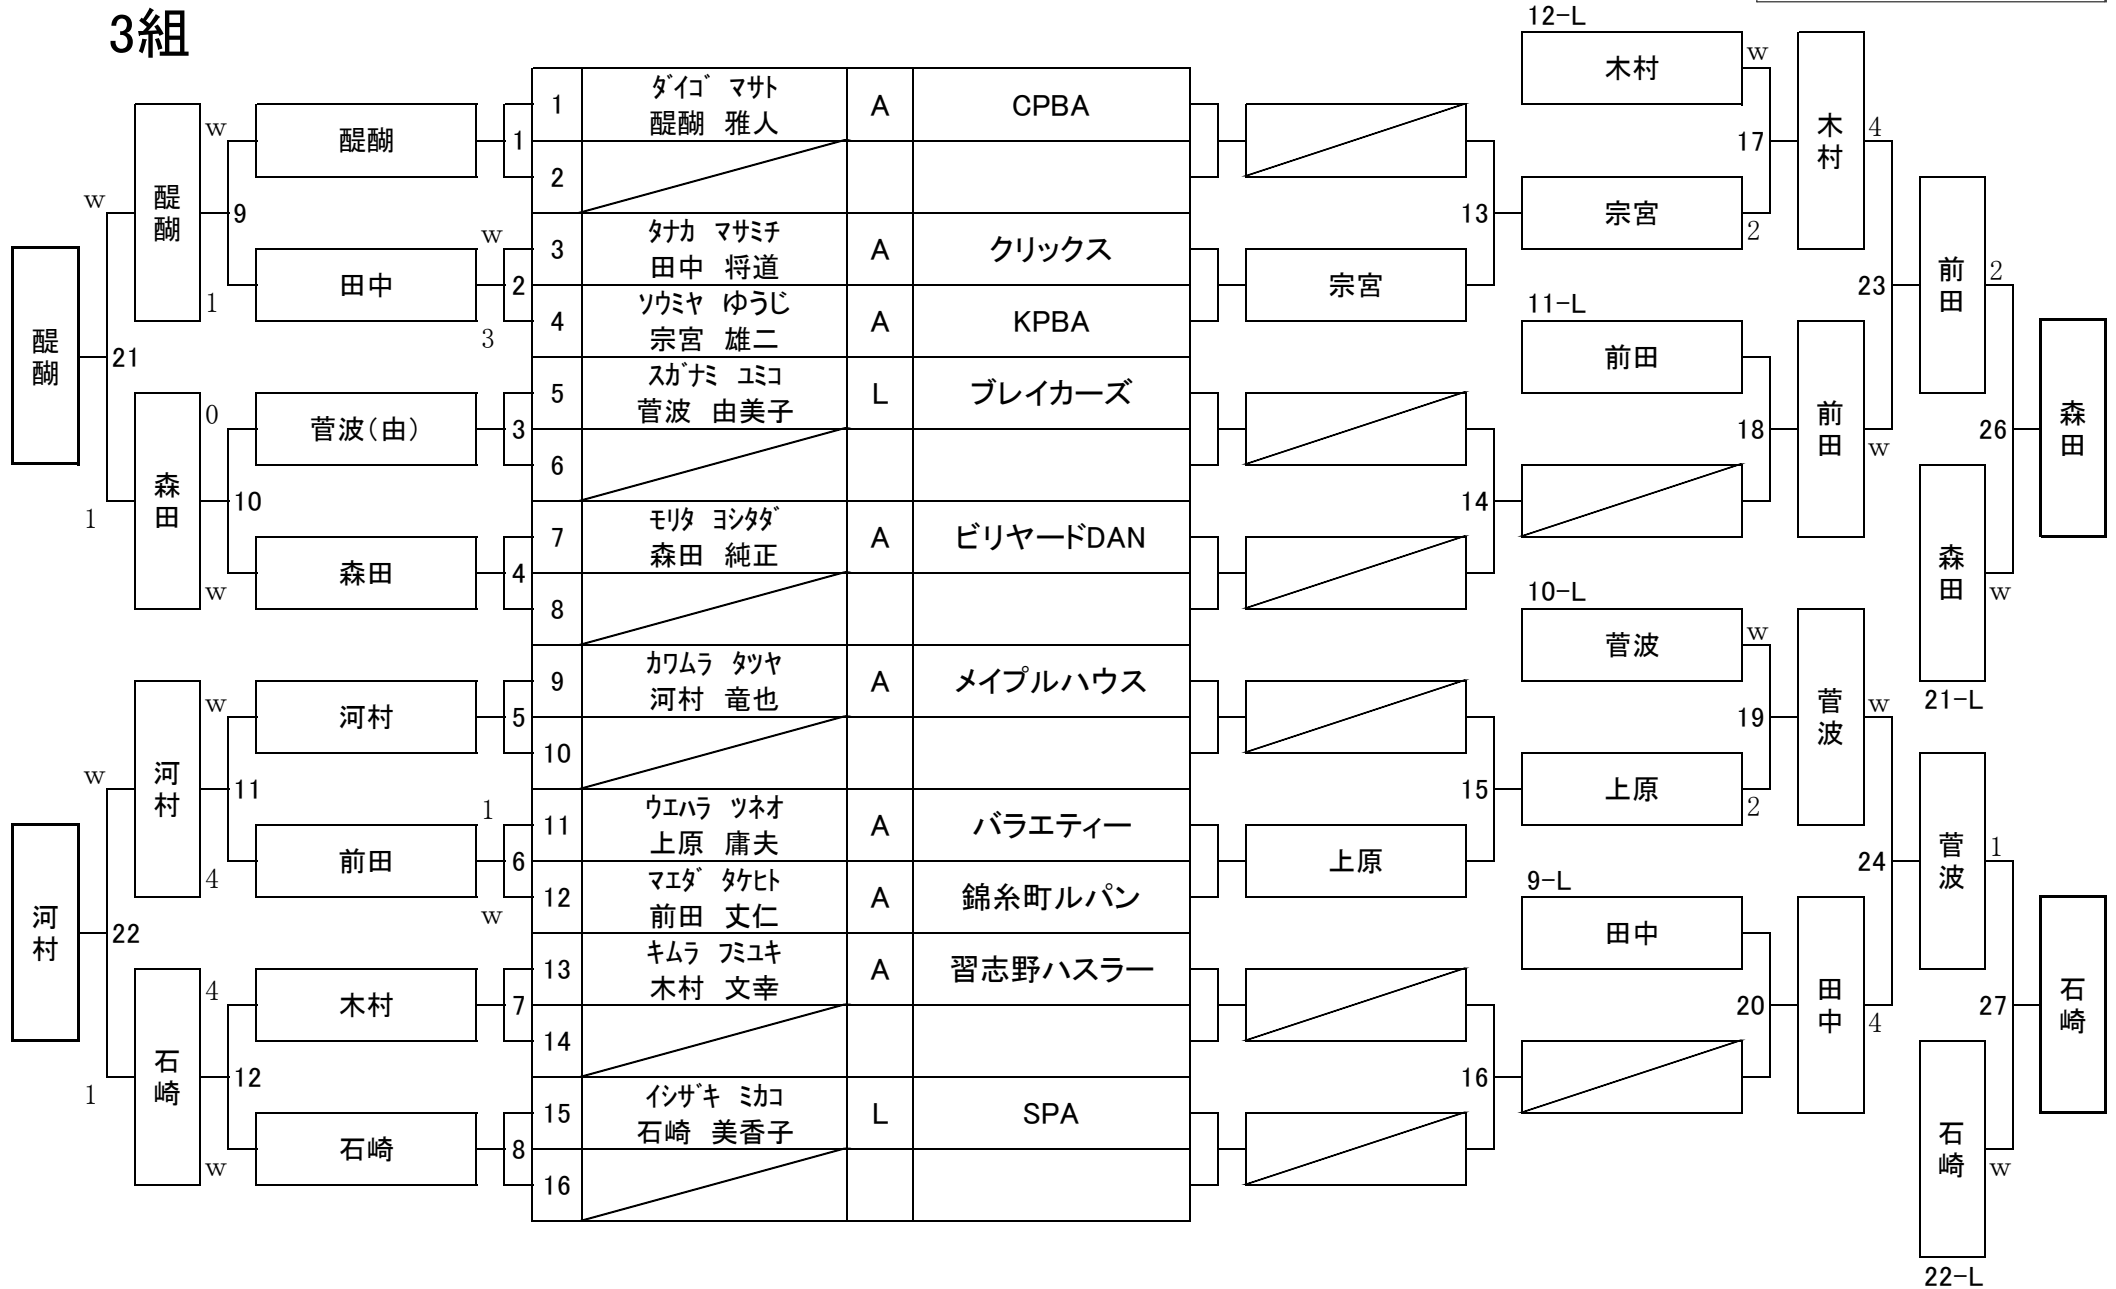 3組
12-L
木村
w
宗宮
2
17
木村
4
11-L
前田
18
前田
w
23
前田
2
10-L
菅波
w
上原
2
19
菅波
w
9-L
田中
20
田中
4
24
菅波
1
26
森田
w
21-L
森田
27
石崎
w
22-L
石崎
13
宗宮
14
15
上原
16
1 ダイゴ マサト
醍醐 雅人 A CPBA
2
3 タナカ マサミチ
田中 将道 A クリックス
4 ソウミヤ ゆうじ
宗宮 雄二 A KPBA
5 スガナミ ユミコ
菅波 由美子 L ブレイカーズ
6
7 モリタ ヨシタダ
森田 純正 A ビリヤードDAN
8
9 カワムラ タツヤ
河村 竜也 A メイプルハウス
10
11 ウエハラ ツネオ
上原 庸夫 A バラエティー
12 マエダ タケヒト
前田 丈仁 A 錦糸町ルパン
13 キムラ フミユキ
木村 文幸 A 習志野ハスラー
14
15 イシザキ ミカコ
石崎 美香子 L SPA
16
醍醐
1
田中
w
2
3
菅波(由)
3
森田
4
河村
5
前田
1
6
w
木村
7
石崎
8
醍醐
w
9
1
森田
0
10
w
河村
w
11
4
石崎
4
12
w
醍醐
w
21
1
河村
w
22
1